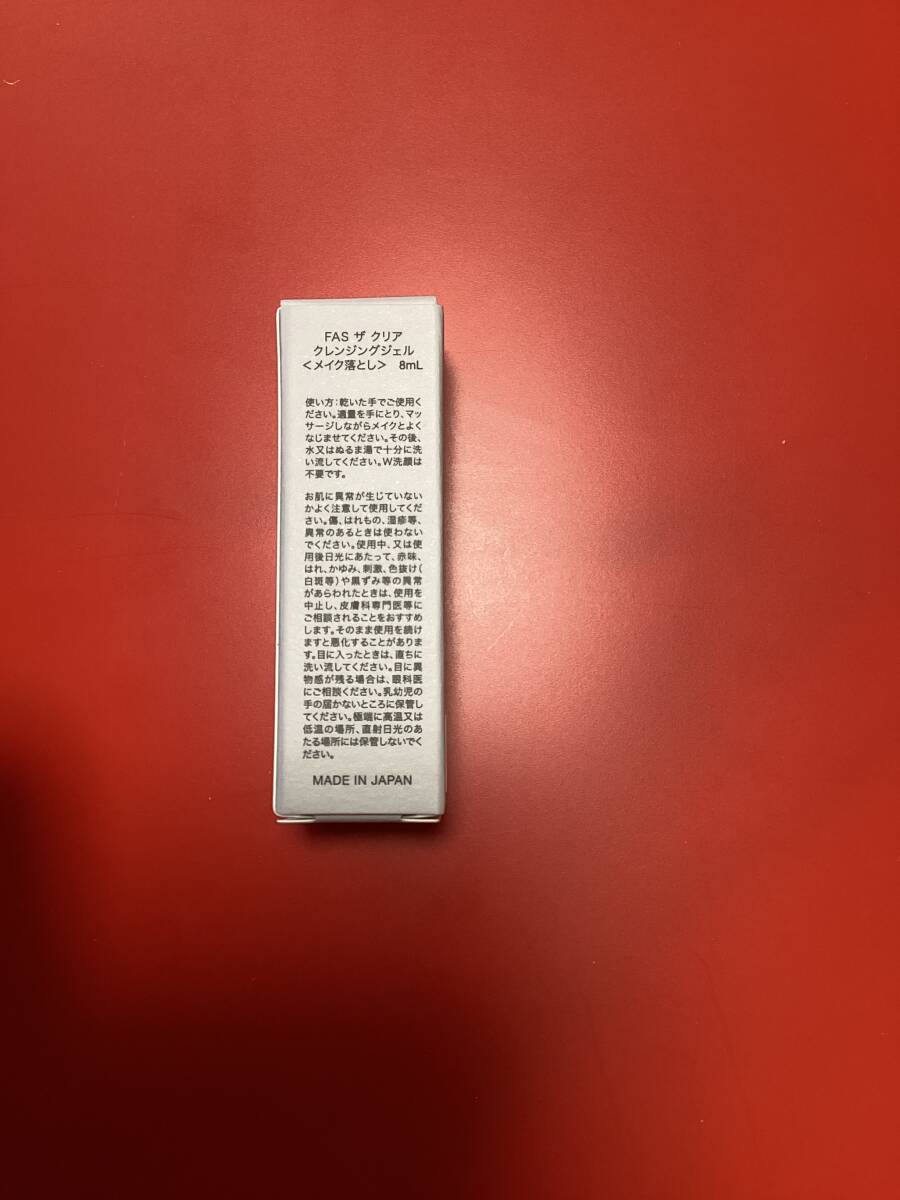 FAS ザ クリア
クレンジングジェル
＜メイク落とし＞ 8mL
使い方：乾いた手でご使用く
ださい。適量を手にとり、マッ
サージしながらメイクとよく
なじませてください。その後、
水又はぬるま湯で十分に洗
い流してください。W洗顔は
不要です。
お肌に異常が生じていない
かよく注意して使用してくだ
さい。傷、はれもの、湿疹等、
異常のあるときは使わない
でください。使用中、又は使
用後日光にあたって、赤味、
はれ、かゆみ、刺激、色抜け（
白斑等）や黒ずみ等の異常
があらわれたときは、使用を
中止し、皮膚科専門医等に
ご相談されることをおすすめ
します。そのまま使用を続け
ますと悪化することがありま
す。目に入ったときは、直ちに
洗い流してください。目に異
物感が残る場合は、眼科医
にご相談ください。乳幼児の
手の届かないところに保管し
てください。極端に高温又は
低温の場所、直射日光のあ
たる場所には保管しないでく
ださい。
MADE IN JAPAN